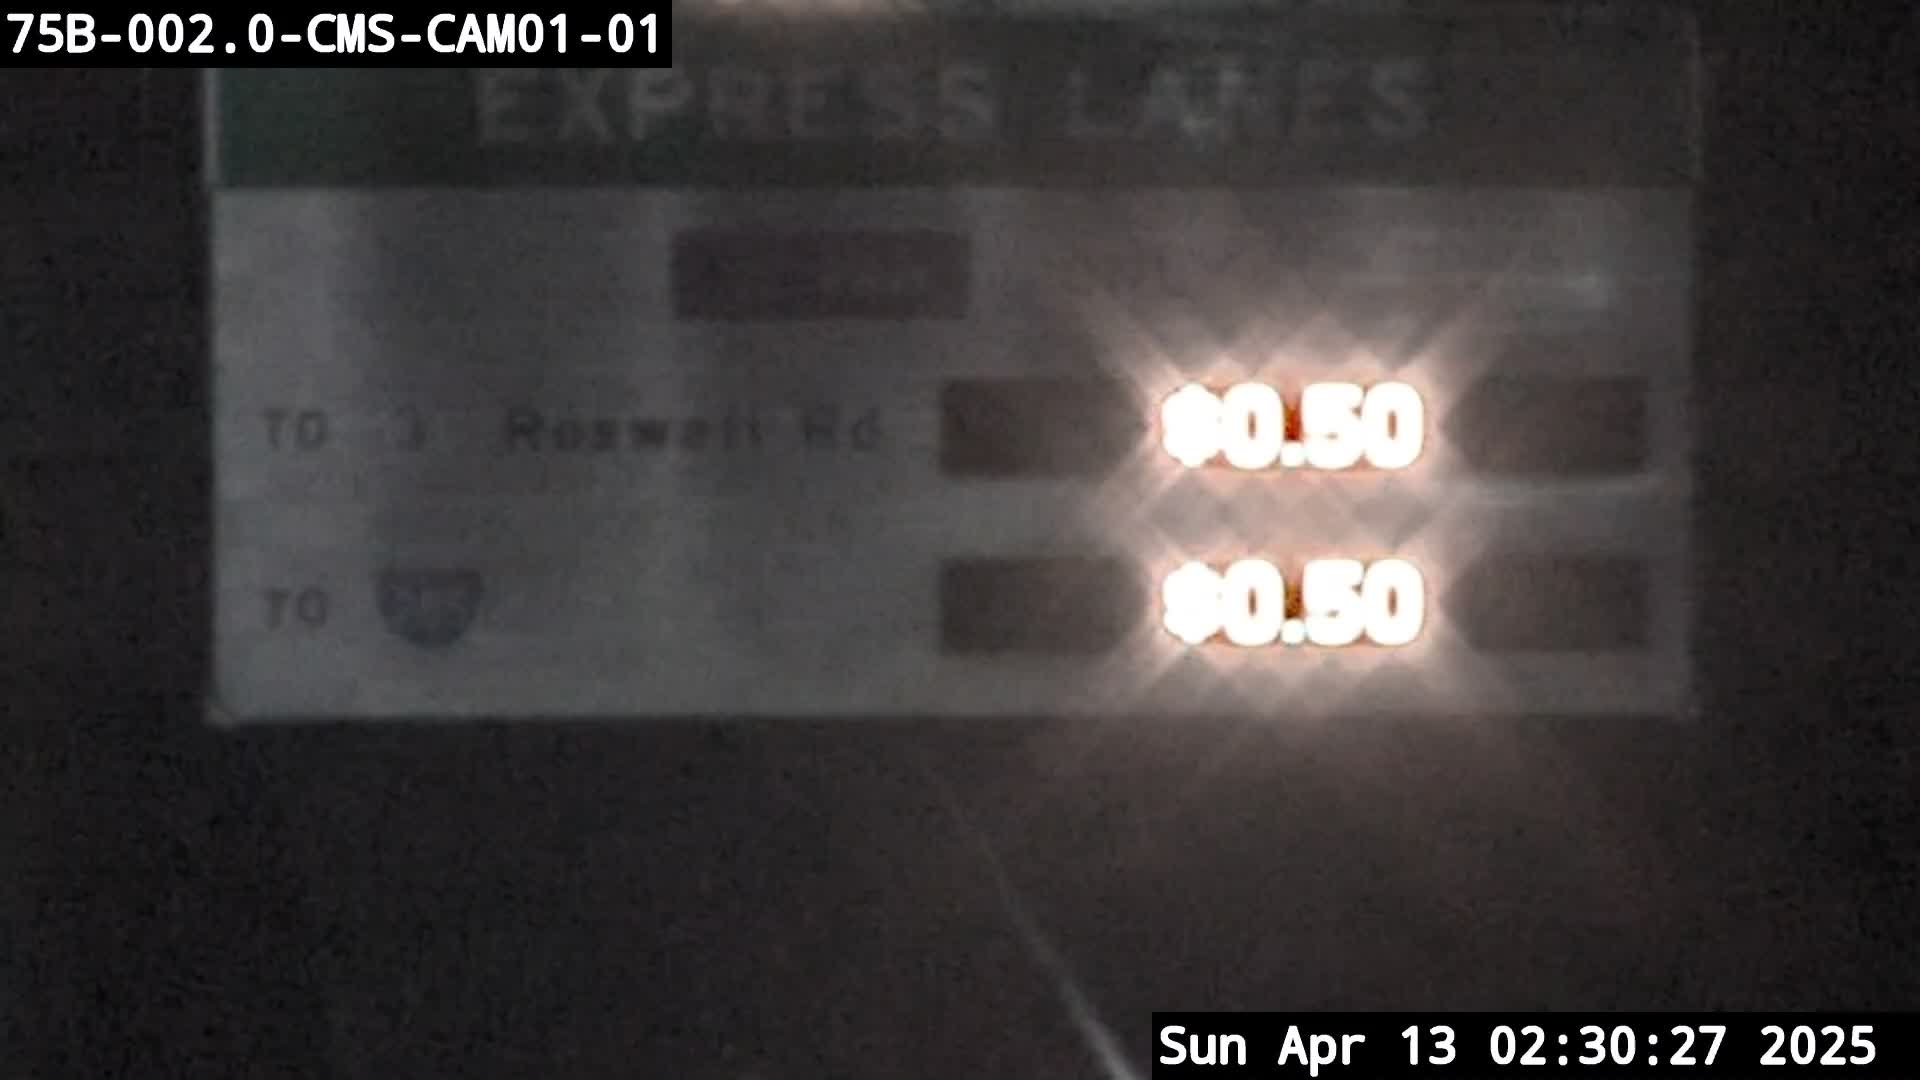 75B-002.0-CMS-CAM01-01
EXPRESS LANES
TO Roswell Rd $0.50
TO $0.50
Sun Apr 13 02:30:27 2025